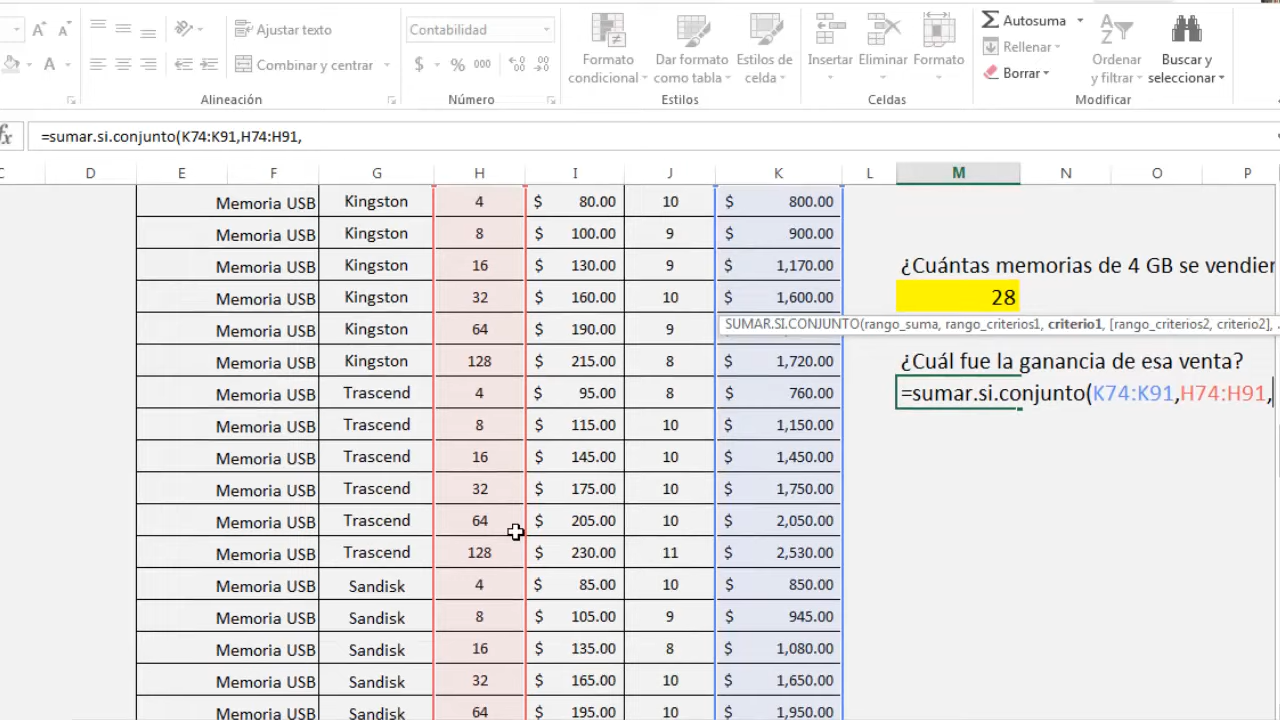 Ajustar texto
Contabilidad
Autosuma
Rellenar
Borrar
Combinar y centrar
$ % 000
Formato condicional
Dar formato como tabla
Estilos de celda
Insertar
Eliminar
Formato
Ordenar y filtrar
Buscar y seleccionar
Alineación
Número
Estilos
Celdas
Modificar
fx =sumar.si.conjunto(K74:K91,H74:H91,
C D E F G H I J K L M N O P
Memoria USB Kingston 4 $ 80.00 10 $ 800.00
Memoria USB Kingston 8 $ 100.00 9 $ 900.00
Memoria USB Kingston 16 $ 130.00 9 $ 1,170.00
Memoria USB Kingston 32 $ 160.00 10 $ 1,600.00
Memoria USB Kingston 64 $ 190.00 9
Memoria USB Kingston 128 $ 215.00 8 $ 1,720.00
Memoria USB Trascend 4 $ 95.00 8 $ 760.00
Memoria USB Trascend 8 $ 115.00 10 $ 1,150.00
Memoria USB Trascend 16 $ 145.00 10 $ 1,450.00
Memoria USB Trascend 32 $ 175.00 10 $ 1,750.00
Memoria USB Trascend 64 $ 205.00 10 $ 2,050.00
Memoria USB Trascend 128 $ 230.00 11 $ 2,530.00
Memoria USB Sandisk 4 $ 85.00 10 $ 850.00
Memoria USB Sandisk 8 $ 105.00 9 $ 945.00
Memoria USB Sandisk 16 $ 135.00 8 $ 1,080.00
Memoria USB Sandisk 32 $ 165.00 10 $ 1,650.00
Memoria USB Sandisk 64 $ 195.00 10 $ 1,950.00
¿Cuántas memorias de 4 GB se vendier
28
SUMAR.SI.CONJUNTO(rango_suma, rango_criterios1, criterio1, [rango_criterios2, criterio2],
¿Cuál fue la ganancia de esa venta?
=sumar.si.conjunto(K74:K91,H74:H91,